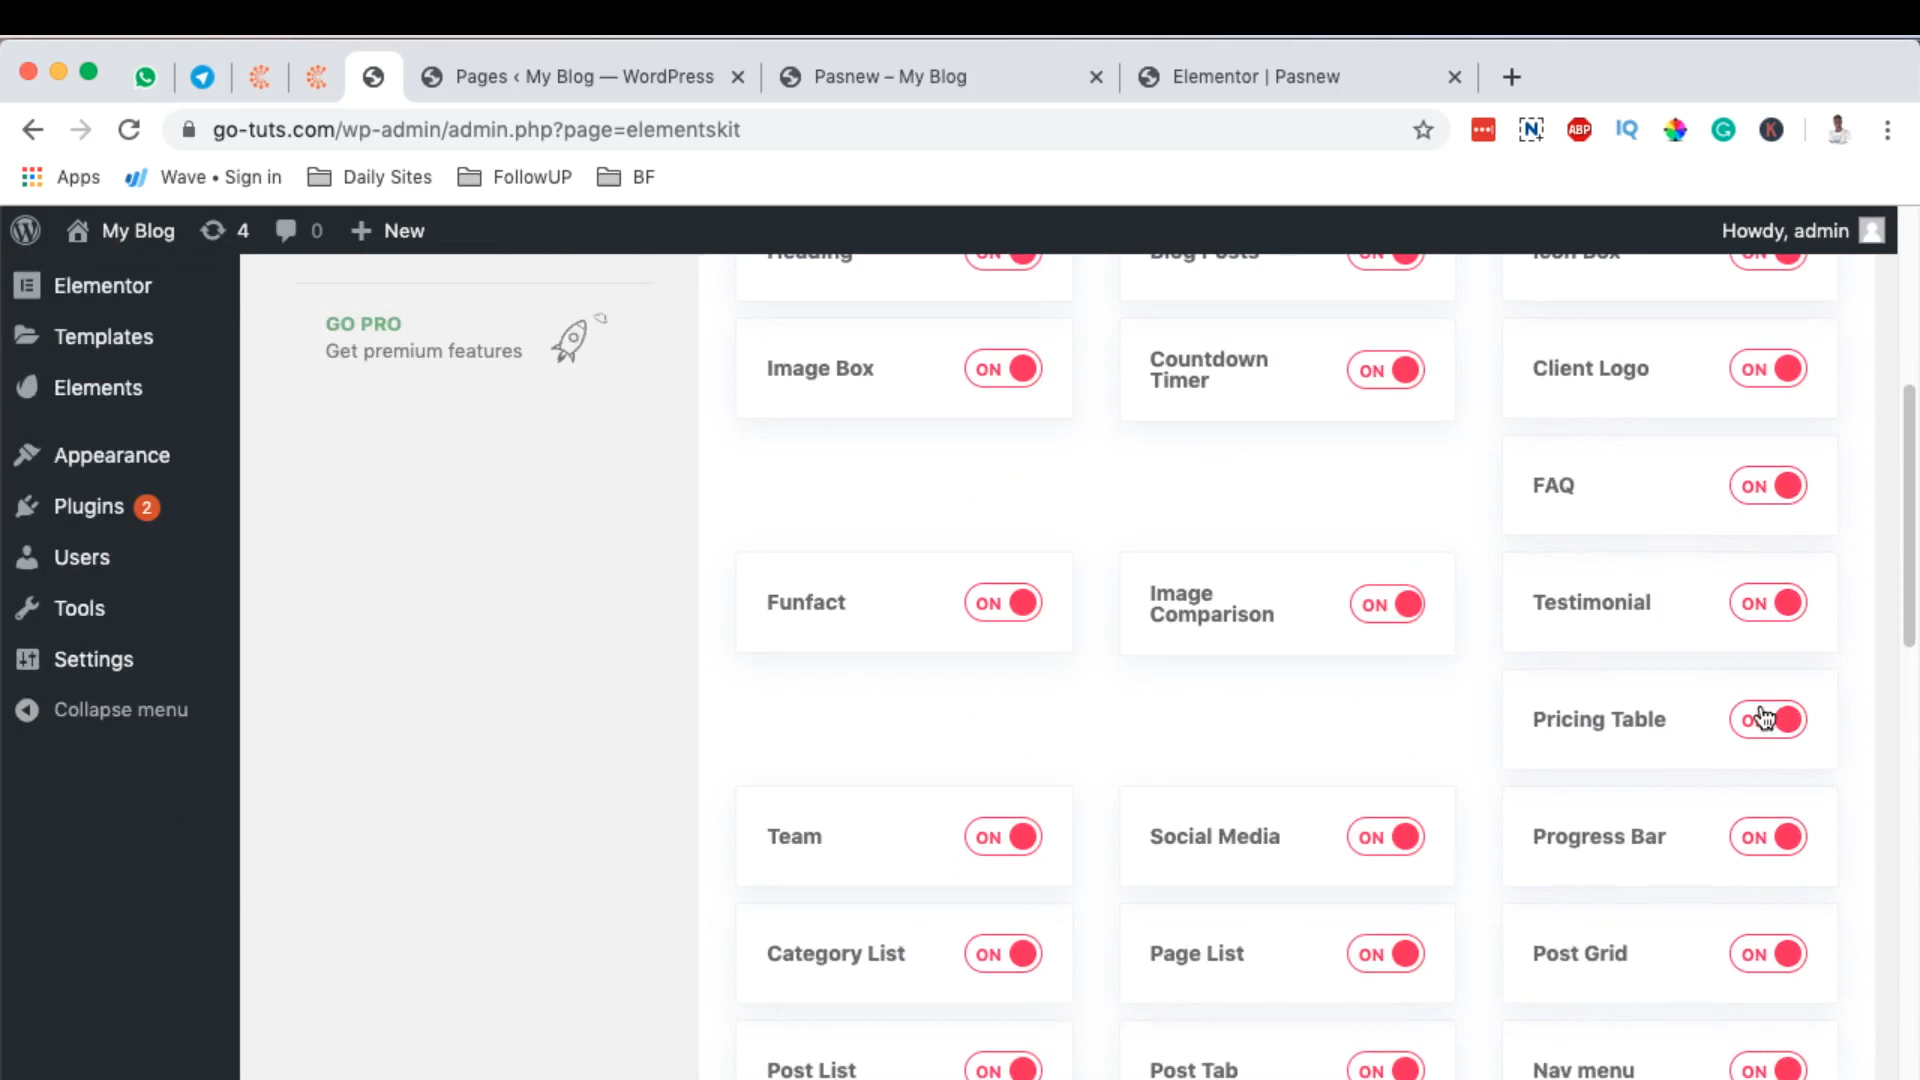 Pages ‹ My Blog — WordPress
Pasnew – My Blog
Elementor | Pasnew
go-tuts.com/wp-admin/admin.php?page=elementskit
ABP
IQ
Apps
Wave • Sign in
Daily Sites
FollowUP
BF
My Blog
4
0
New
Howdy, admin
Elementor
Templates
Elements
Appearance
Plugins 2
Users
Tools
Settings
Collapse menu
GO PRO
Get premium features
Heading ON
Blog Posts ON
Icon Box ON
Image Box ON
Countdown
Timer ON
Client Logo ON
FAQ ON
Funfact ON
Image
Comparison ON
Testimonial ON
Pricing Table
Team ON
Social Media ON
Progress Bar ON
Category List ON
Page List ON
Post Grid ON
Post List ON
Post Tab ON
Nav menu ON